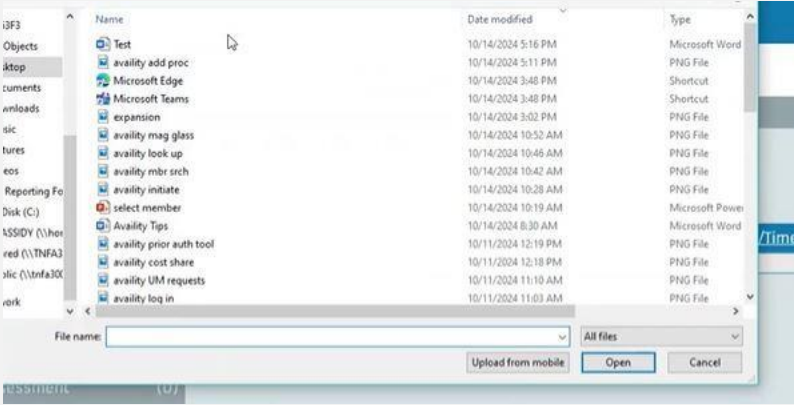 i3F3
Objects
ktop
cuments
wnloads
sic
tures
eos
Reporting Fo
Disk (C:)
ASSIDY (\\hor
red (\\TNFA3
blic (\\tnfa30(
vork
Name Date modified Type
Test 10/14/2024 5:16 PM Microsoft Word
availity add proc 10/14/2024 5:11 PM PNG File
Microsoft Edge 10/14/2024 3:48 PM Shortcut
Microsoft Teams 10/14/2024 3:48 PM Shortcut
expansion 10/14/2024 3:02 PM PNG File
availity mag glass 10/14/2024 10:52 AM PNG File
availity look up 10/14/2024 10:46 AM PNG File
availity mbr srch 10/14/2024 10:42 AM PNG File
availity initiate 10/14/2024 10:28 AM PNG File
select member 10/14/2024 10:19 AM Microsoft Power
Availity Tips 10/14/2024 8:30 AM Microsoft Word
availity prior auth tool 10/11/2024 12:19 PM PNG File
availity cost share 10/11/2024 12:18 PM PNG File
availity UM requests 10/11/2024 11:10 AM PNG File
availity log in 10/11/2024 11:03 AM PNG File
File name: All files
Upload from mobile Open Cancel
/Time
essment (0)